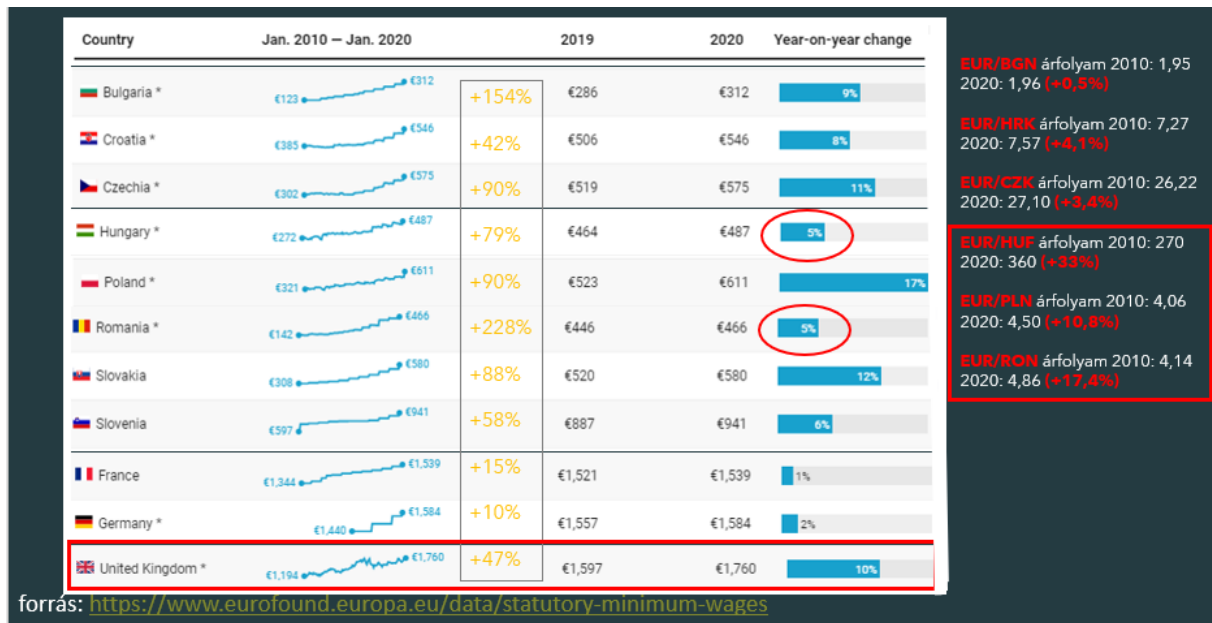 Country Jan. 2010 — Jan. 2020 2019 2020 Year-on-year change
Bulgaria * €123 €312 +154% €286 €312 9%
Croatia * €385 €546 +42% €506 €546 8%
Czechia * €302 €575 +90% €519 €575 11%
Hungary * €272 €487 +79% €464 €487 5%
Poland * €321 €611 +90% €523 €611 17%
Romania * €142 €466 +228% €446 €466 5%
Slovakia €308 €580 +88% €520 €580 12%
Slovenia €597 €941 +58% €887 €941 6%
France €1,344 €1,539 +15% €1,521 €1,539 1%
Germany * €1,440 €1,584 +10% €1,557 €1,584 2%
United Kingdom * €1,194 €1,760 +47% €1,597 €1,760 10%
EUR/BGN árfolyam 2010: 1,95
2020: 1,96 (+0,5%)
EUR/HRK árfolyam 2010: 7,27
2020: 7,57 (+4,1%)
EUR/CZK árfolyam 2010: 26,22
2020: 27,10 (+3,4%)
EUR/HUF árfolyam 2010: 270
2020: 360 (+33%)
EUR/PLN árfolyam 2010: 4,06
2020: 4,50 (+10,8%)
EUR/RON árfolyam 2010: 4,14
2020: 4,86 (+17,4%)
forrás: https://www.eurofound.europa.eu/data/statutory-minimum-wages